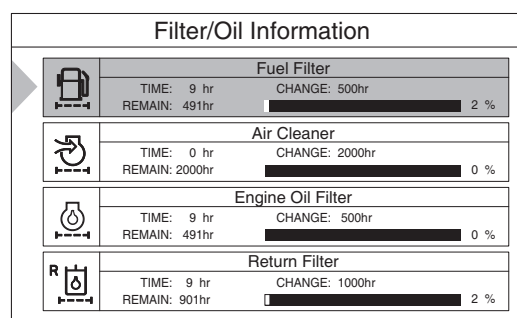 Filter/Oil Information
Fuel Filter
TIME: 9 hr CHANGE: 500hr
REMAIN: 491hr 2 %
Air Cleaner
TIME: 0 hr CHANGE: 2000hr
REMAIN: 2000hr 0 %
Engine Oil Filter
TIME: 9 hr CHANGE: 500hr
REMAIN: 491hr 0 %
R
Return Filter
TIME: 9 hr CHANGE: 1000hr
REMAIN: 901hr 2 %